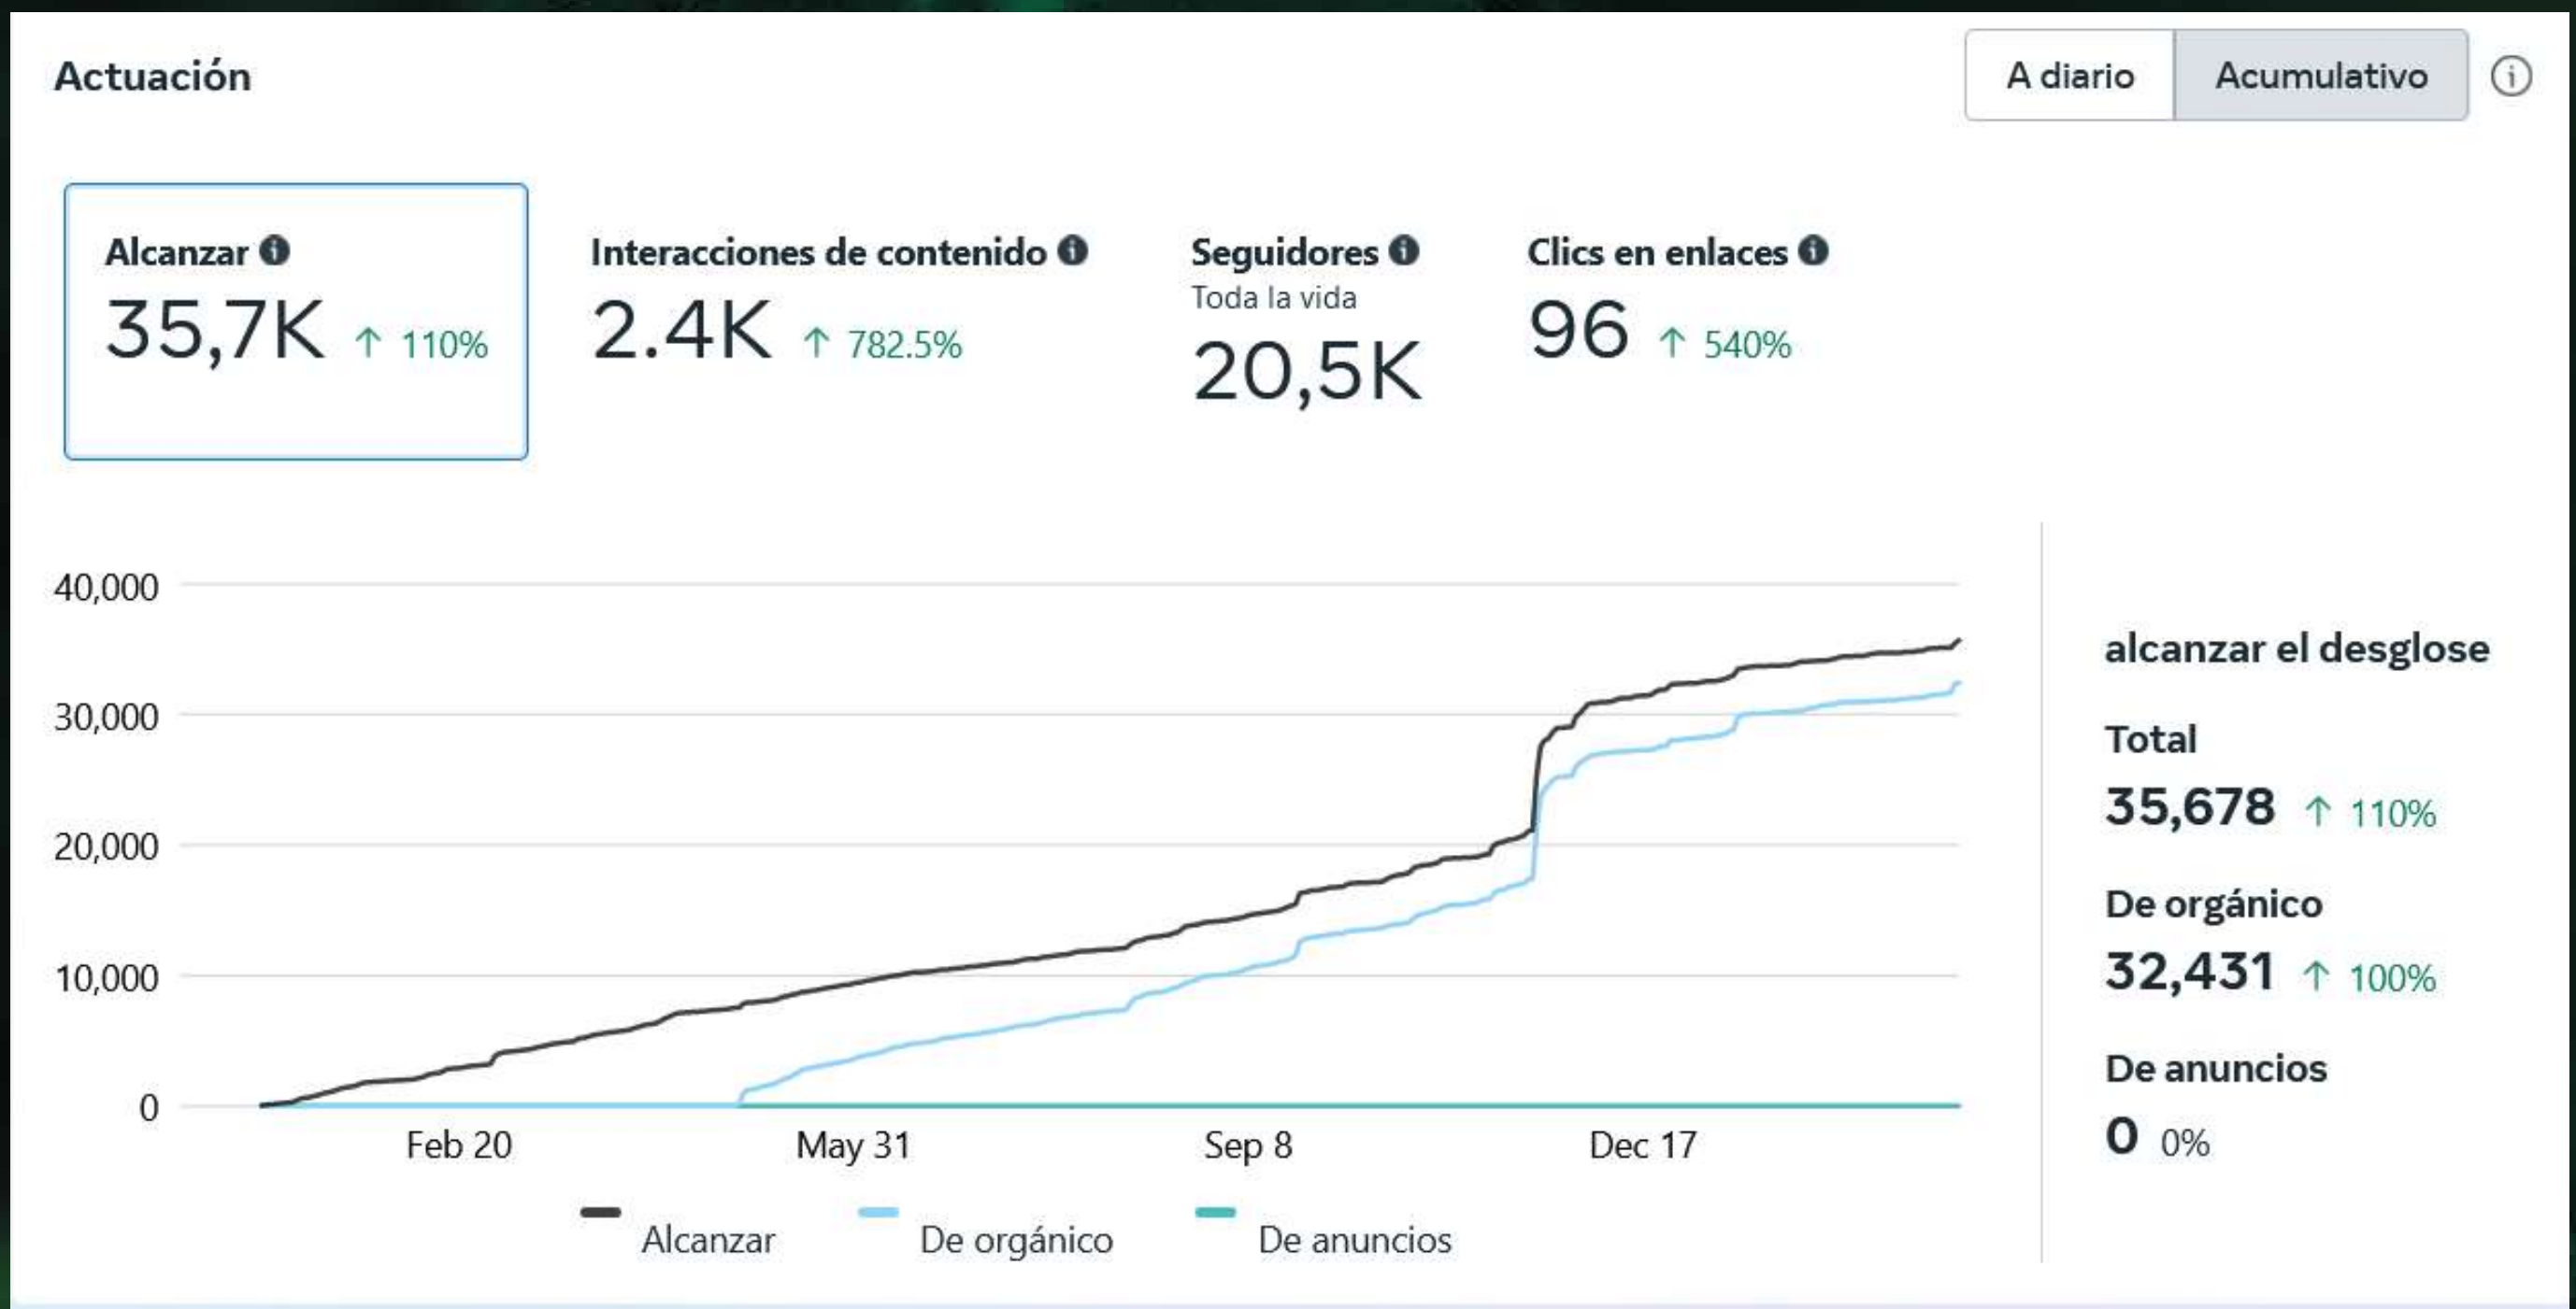 Actuación
A diario
Acumulativo
Alcanzar
35,7K ↑ 110%
Interacciones de contenido
2.4K ↑ 782.5%
Seguidores
Toda la vida
20,5K
Clics en enlaces
96 ↑ 540%
40,000
30,000
20,000
10,000
0
Feb 20
May 31
Sep 8
Dec 17
Alcanzar
De orgánico
De anuncios
alcanzar el desglose
Total
35,678 ↑ 110%
De orgánico
32,431 ↑ 100%
De anuncios
0 0%